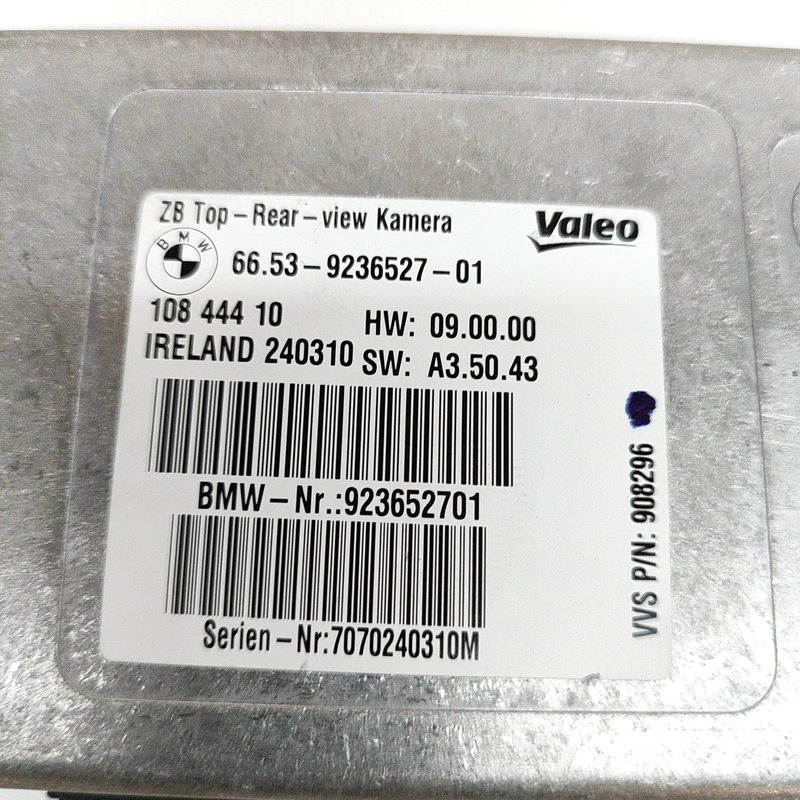 ZB Top-Rear-view Kamera
Valeo
BMW
66.53-9236527-01
108 444 10
HW: 09.00.00
IRELAND 240310
SW: A3.50.43
BMW-Nr.:923652701
Serien-Nr:7070240310M
VVS P/N: 908296